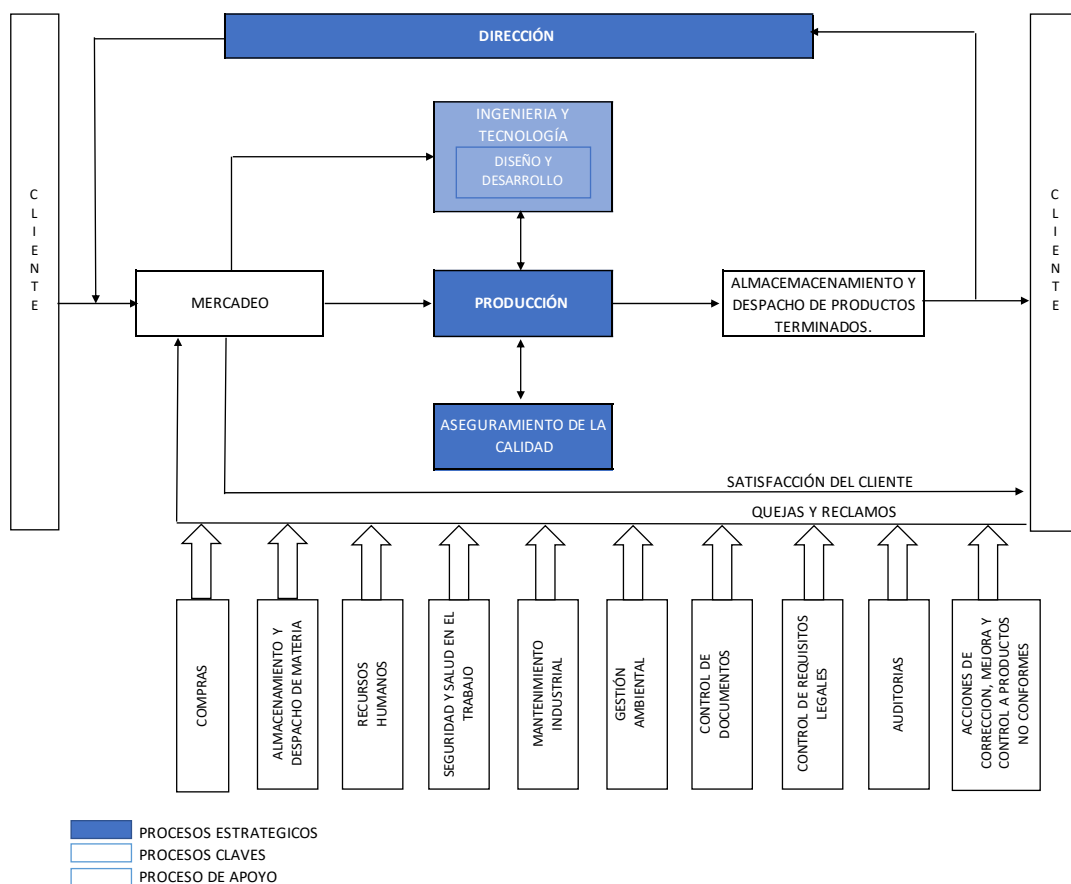 DIRECCIÓN
INGENIERIA Y
TECNOLOGÍA
DISEÑO Y
DESARROLLO
C
L
I
E
N
T
E
C
L
I
E
N
T
E
MERCADEO
PRODUCCIÓN
ALMACEMACENAMIENTO Y
DESPACHO DE PRODUCTOS
TERMINADOS.
ASEGURAMIENTO DE LA
CALIDAD
SATISFACCIÓN DEL CLIENTE
QUEJAS Y RECLAMOS
COMPRAS
ALMACENAMIENTO Y
DESPACHO DE MATERIA
RECURSOS
HUMANOS
SEGURIDAD Y SALUD EN EL
TRABAJO
MANTENIMIENTO
INDUSTRIAL
GESTIÓN
AMBIENTAL
CONTROL DE
DOCUMENTOS
CONTROL DE REQUISITOS
LEGALES
AUDITORIAS
ACCIONES DE
CORRECCION, MEJORA Y
CONTROL A PRODUCTOS
NO CONFORMES
PROCESOS ESTRATEGICOS
PROCESOS CLAVES
PROCESO DE APOYO